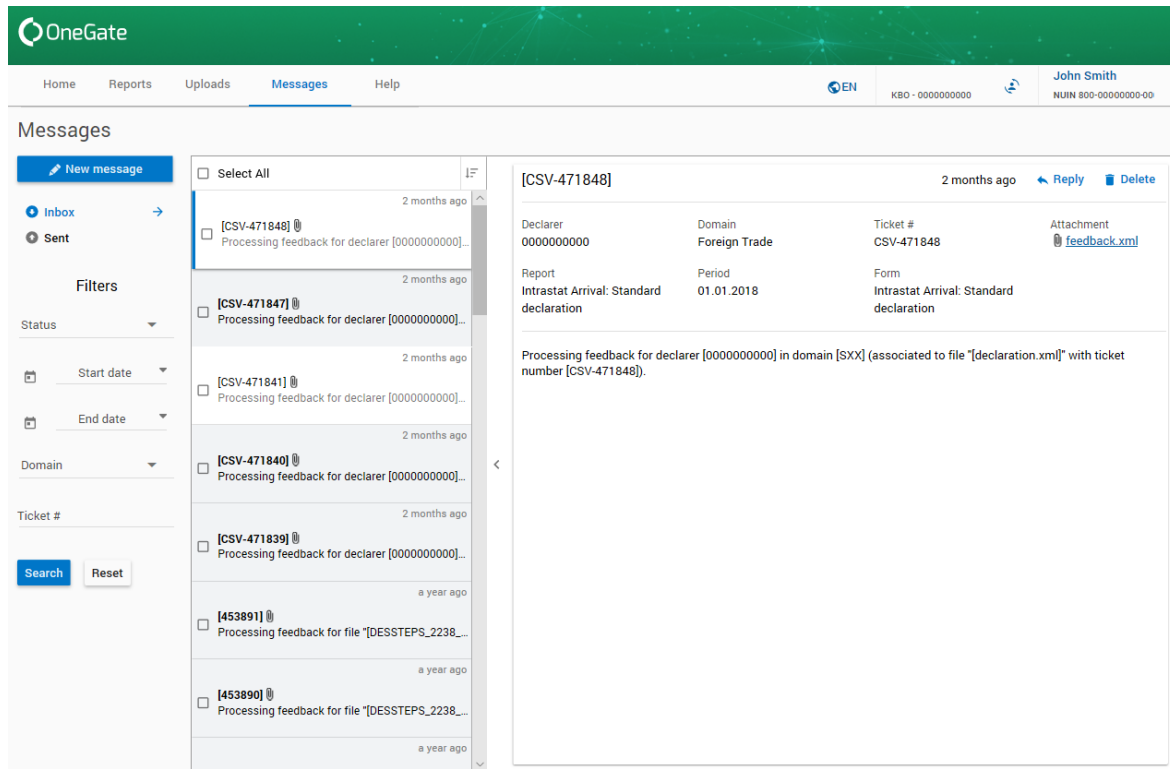 OneGate
Home Reports Uploads Messages Help
EN
KBO - 0000000000
John Smith
NUIN 800-00000000-00
Messages
New message
Inbox
Sent
Filters
Status
Start date
End date
Domain
Ticket #
Search Reset
Select All
2 months ago
[CSV-471848]
Processing feedback for declarer [0000000000]...
2 months ago
[CSV-471847]
Processing feedback for declarer [0000000000]...
2 months ago
[CSV-471841]
Processing feedback for declarer [0000000000]...
2 months ago
[CSV-471840]
Processing feedback for declarer [0000000000]...
2 months ago
[CSV-471839]
Processing feedback for declarer [0000000000]...
a year ago
[453891]
Processing feedback for file "[DESSTEPS_2238_...
a year ago
[453890]
Processing feedback for file "[DESSTEPS_2238_...
a year ago
[CSV-471848] 2 months ago Reply Delete
Declarer Domain Ticket # Attachment
0000000000 Foreign Trade CSV-471848 feedback.xml
Report Period Form
Intrastat Arrival: Standard 01.01.2018 Intrastat Arrival: Standard
declaration declaration
Processing feedback for declarer [0000000000] in domain [SXX] (associated to file "[declaration.xml]" with ticket
number [CSV-471848]).